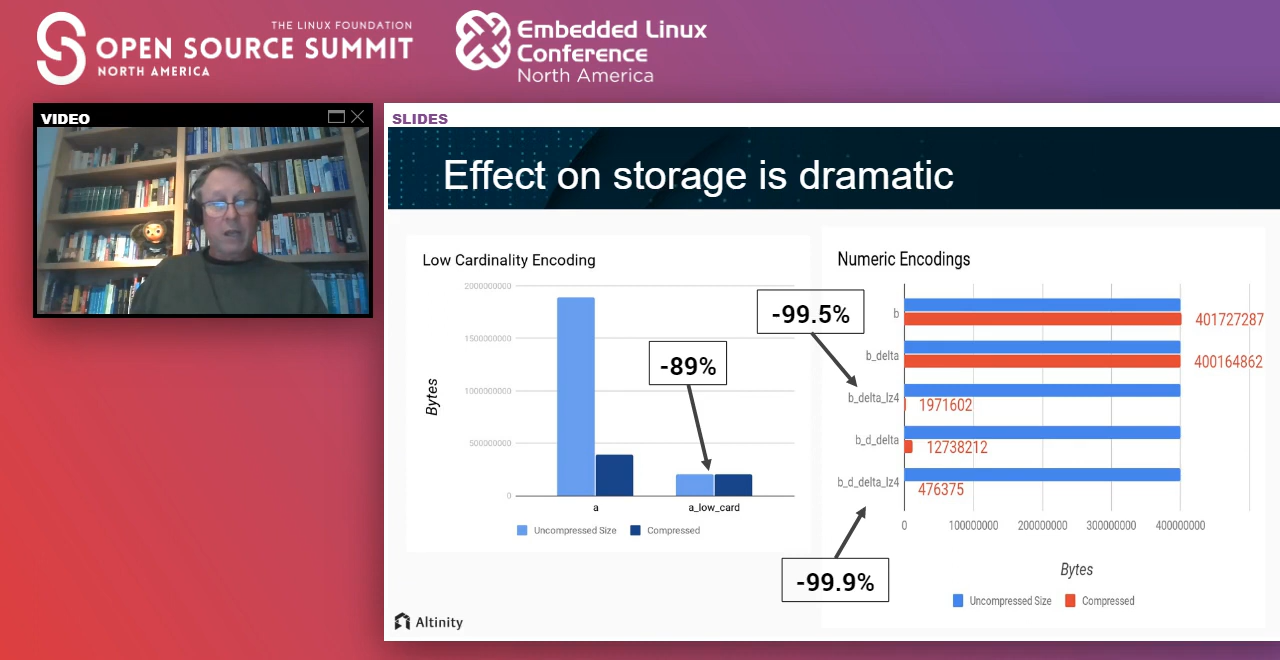 THE LINUX FOUNDATION
OPEN SOURCE SUMMIT
NORTH AMERICA
Embedded Linux
Conference
North America
VIDEO
SLIDES
Effect on storage is dramatic
Low Cardinality Encoding
2000000000
1500000000
1000000000
500000000
0
Bytes
-89%
a
a_low_card
Uncompressed Size
Compressed
Numeric Encodings
-99.5%
b
401727287
b_delta
400164862
b_delta_lz4
1971602
b_d_delta
12738212
b_d_delta_lz4
476375
0
100000000
200000000
300000000
400000000
-99.9%
Bytes
Uncompressed Size
Compressed
Altinity